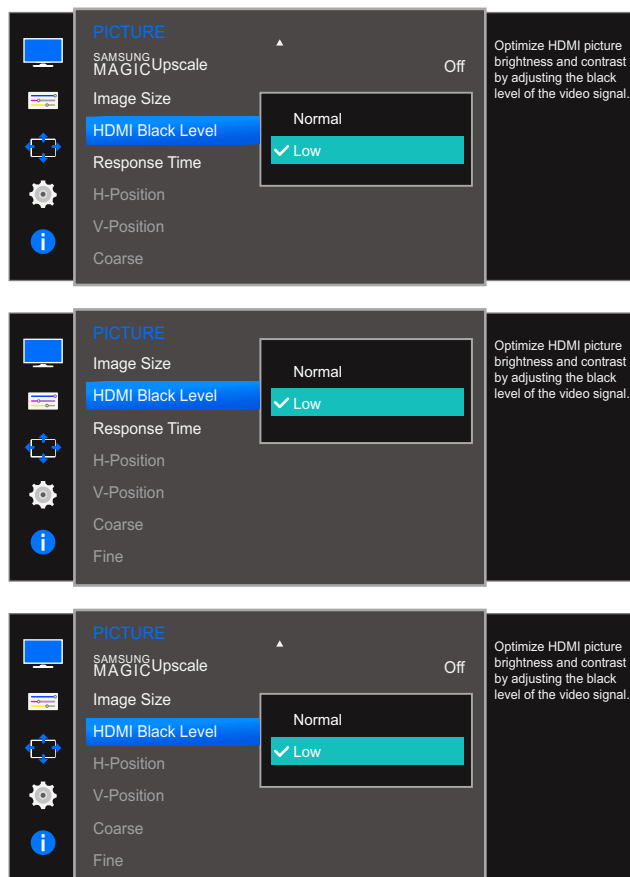 PICTURE
SAMSUNG
MAGIC Upscale Off
Image Size
HDMI Black Level
Response Time
H-Position
V-Position
Coarse
Normal
Low
Optimize HDMI picture
brightness and contrast
by adjusting the black
level of the video signal.
PICTURE
Image Size
HDMI Black Level
Response Time
H-Position
V-Position
Coarse
Fine
Normal
Low
Optimize HDMI picture
brightness and contrast
by adjusting the black
level of the video signal.
PICTURE
SAMSUNG
MAGIC Upscale Off
Image Size
HDMI Black Level
H-Position
V-Position
Coarse
Fine
Normal
Low
Optimize HDMI picture
brightness and contrast
by adjusting the black
level of the video signal.